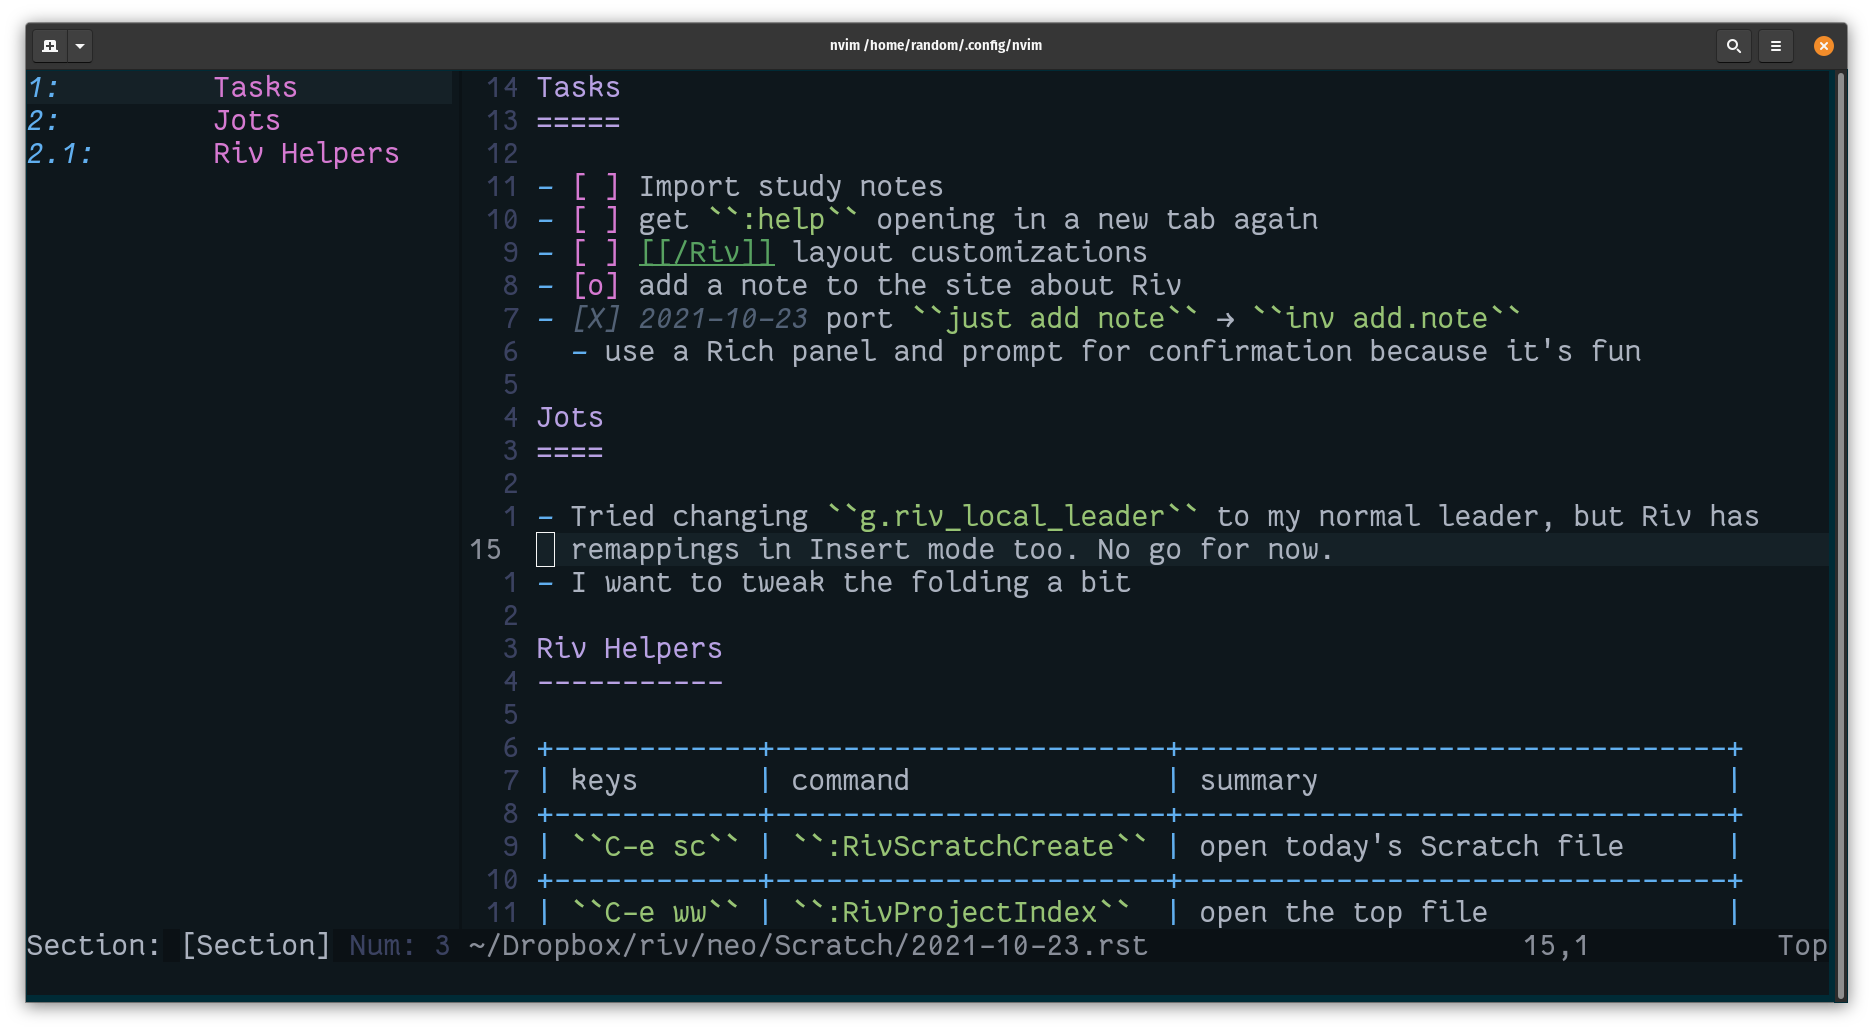 nvim /home/random/.config/nvim
1: Tasks
2: Jots
2.1: Riv Helpers
14 Tasks
13 =====
12
11 - [ ] Import study notes
10 - [ ] get ``:help`` opening in a new tab again
9 - [ ] [[/Riv]] layout customizations
8 - [o] add a note to the site about Riv
7 - [X] 2021-10-23 port ``just add note`` → ``inv add.note``
6 - use a Rich panel and prompt for confirmation because it's fun
5
4 Jots
3 ====
2
1 - Tried changing ``g.riv_local_leader`` to my normal leader, but Riv has
15 remappings in Insert mode too. No go for now.
1 - I want to tweak the folding a bit
2
3 Riv Helpers
4 -----------
5
6 +------------+-----------------------+--------------------------------+
7 | keys | command | summary |
8 +------------+-----------------------+--------------------------------+
9 | ``C-e sc`` | ``:RivScratchCreate`` | open today's Scratch file |
10 +------------+-----------------------+--------------------------------+
11 | ``C-e ww`` | ``:RivProjectIndex`` | open the top file |
Section: [Section] Num: 3 ~/Dropbox/riv/neo/Scratch/2021-10-23.rst 15,1 Top